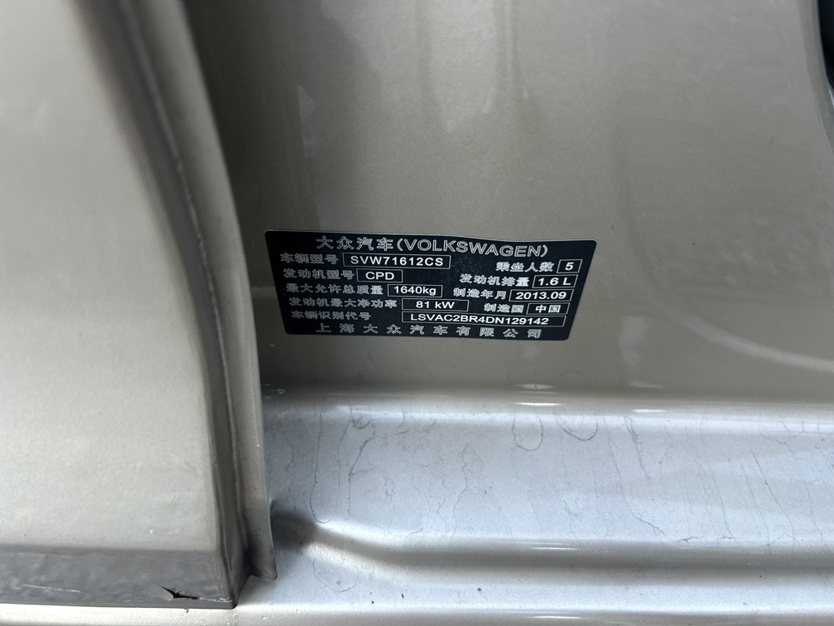 大众汽车(VOLKSWAGEN)
车辆型号 SVW71612CS 乘坐人数 5
发动机型号 CPD 发动机排量 1.6 L
最大允许总质量 1640kg 制造年月 2013.09
发动机最大净功率 81 kW 制造国 中国
车辆识别代号 LSVAC2BR4DN129142
上海大众汽车有限公司